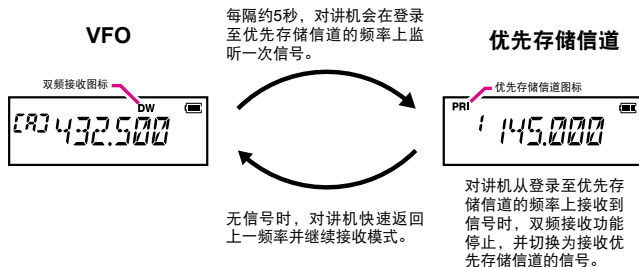 VFO
双频接收图标
DW
[A] 432.500
每隔约5秒，对讲机会在登录
至优先存储信道的频率上监
听一次信号。
无信号时，对讲机快速返回
上一频率并继续接收模式。
优先存储信道
优先存储信道图标
PRI
1 145.000
对讲机从登录至优先存
储信道的频率上接收到
信号时，双频接收功能
停止，并切换为接收优
先存储信道的信号。